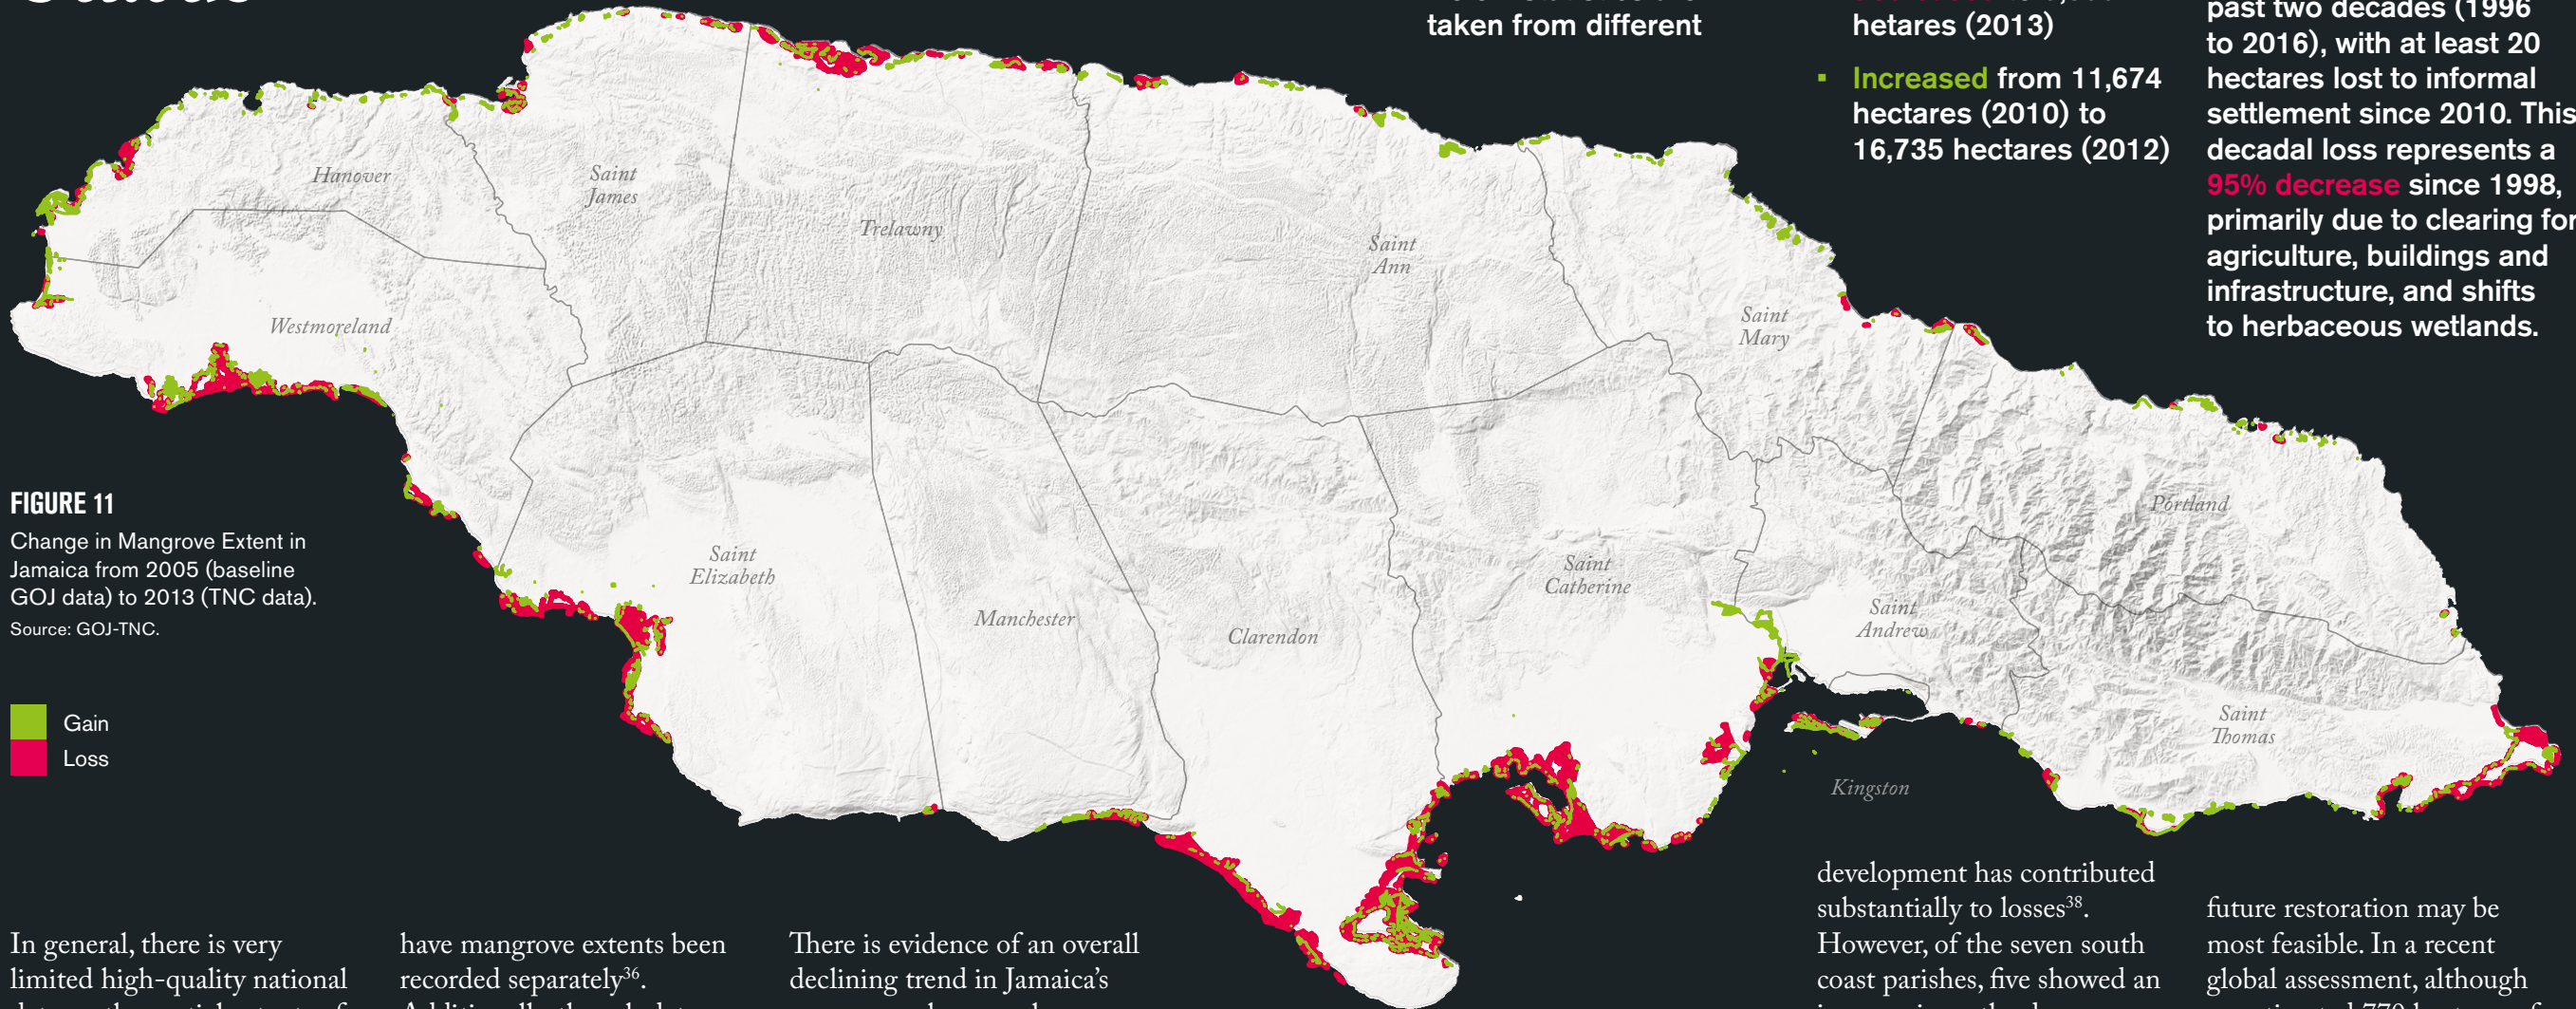 taken from different
hetares (2013)
▪ Increased from 11,674
hectares (2010) to
16,735 hectares (2012)
past two decades (1996
to 2016), with at least 20
hectares lost to informal
settlement since 2010. This
decadal loss represents a
95% decrease since 1998,
primarily due to clearing for
agriculture, buildings and
infrastructure, and shifts
to herbaceous wetlands.
Hanover
Saint
James
Trelawny
Saint
Ann
Westmoreland
Saint
Mary
Portland
Saint
Elizabeth
Manchester
Clarendon
Saint
Catherine
Saint
Andrew
Saint
Thomas
Kingston
FIGURE 11
Change in Mangrove Extent in
Jamaica from 2005 (baseline
GOJ data) to 2013 (TNC data).
Source: GOJ-TNC.
Gain
Loss
In general, there is very
limited high-quality national
have mangrove extents been
recorded separately36.
There is evidence of an overall
declining trend in Jamaica’s
development has contributed
substantially to losses38.
However, of the seven south
coast parishes, five showed an
future restoration may be
most feasible. In a recent
global assessment, although